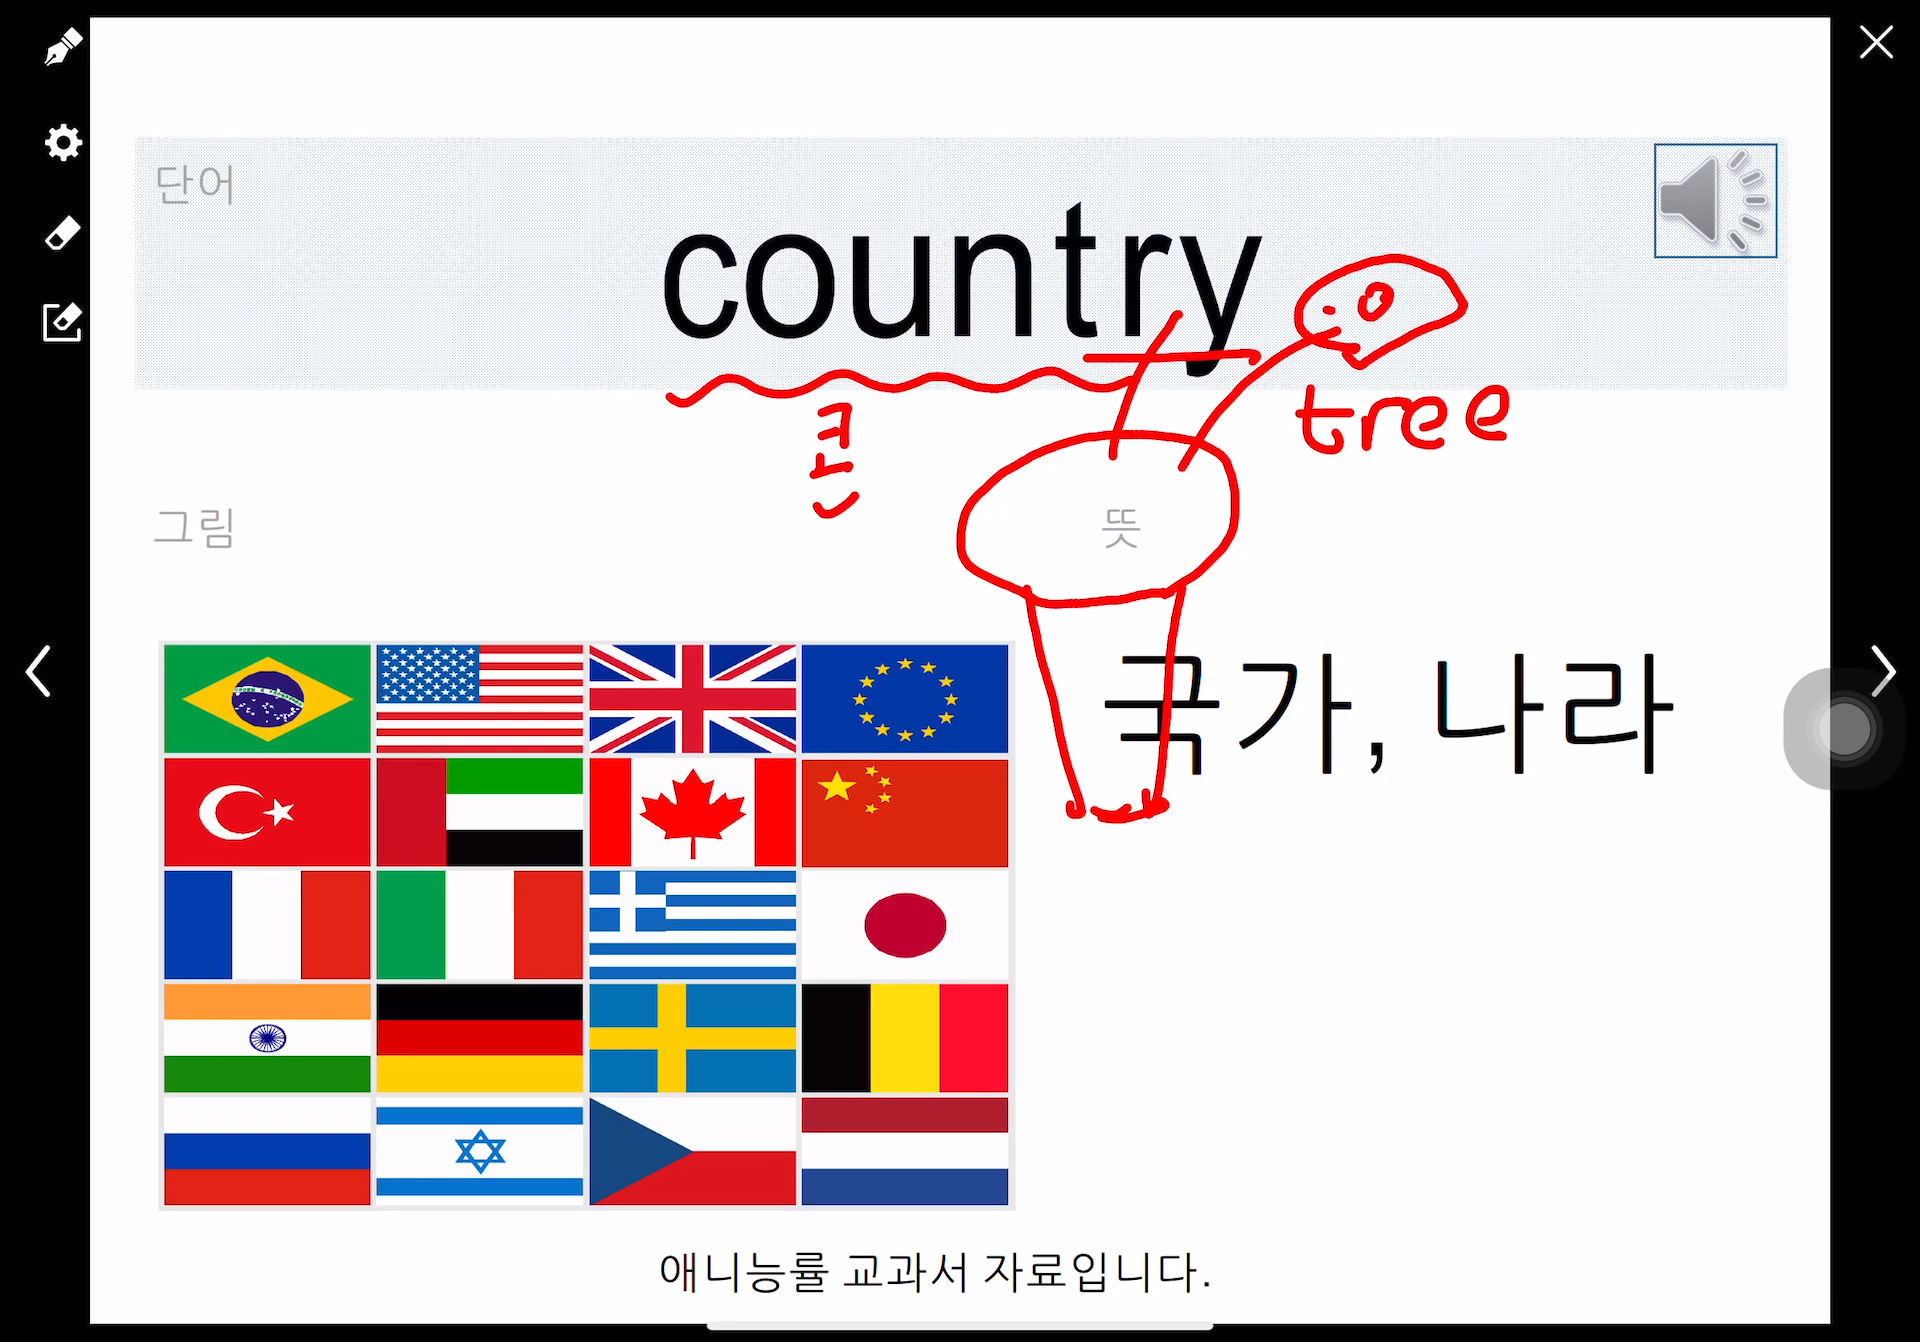 단어
country
콘
tree
그림
뜻
국가, 나라
애니능률 교과서 자료입니다.